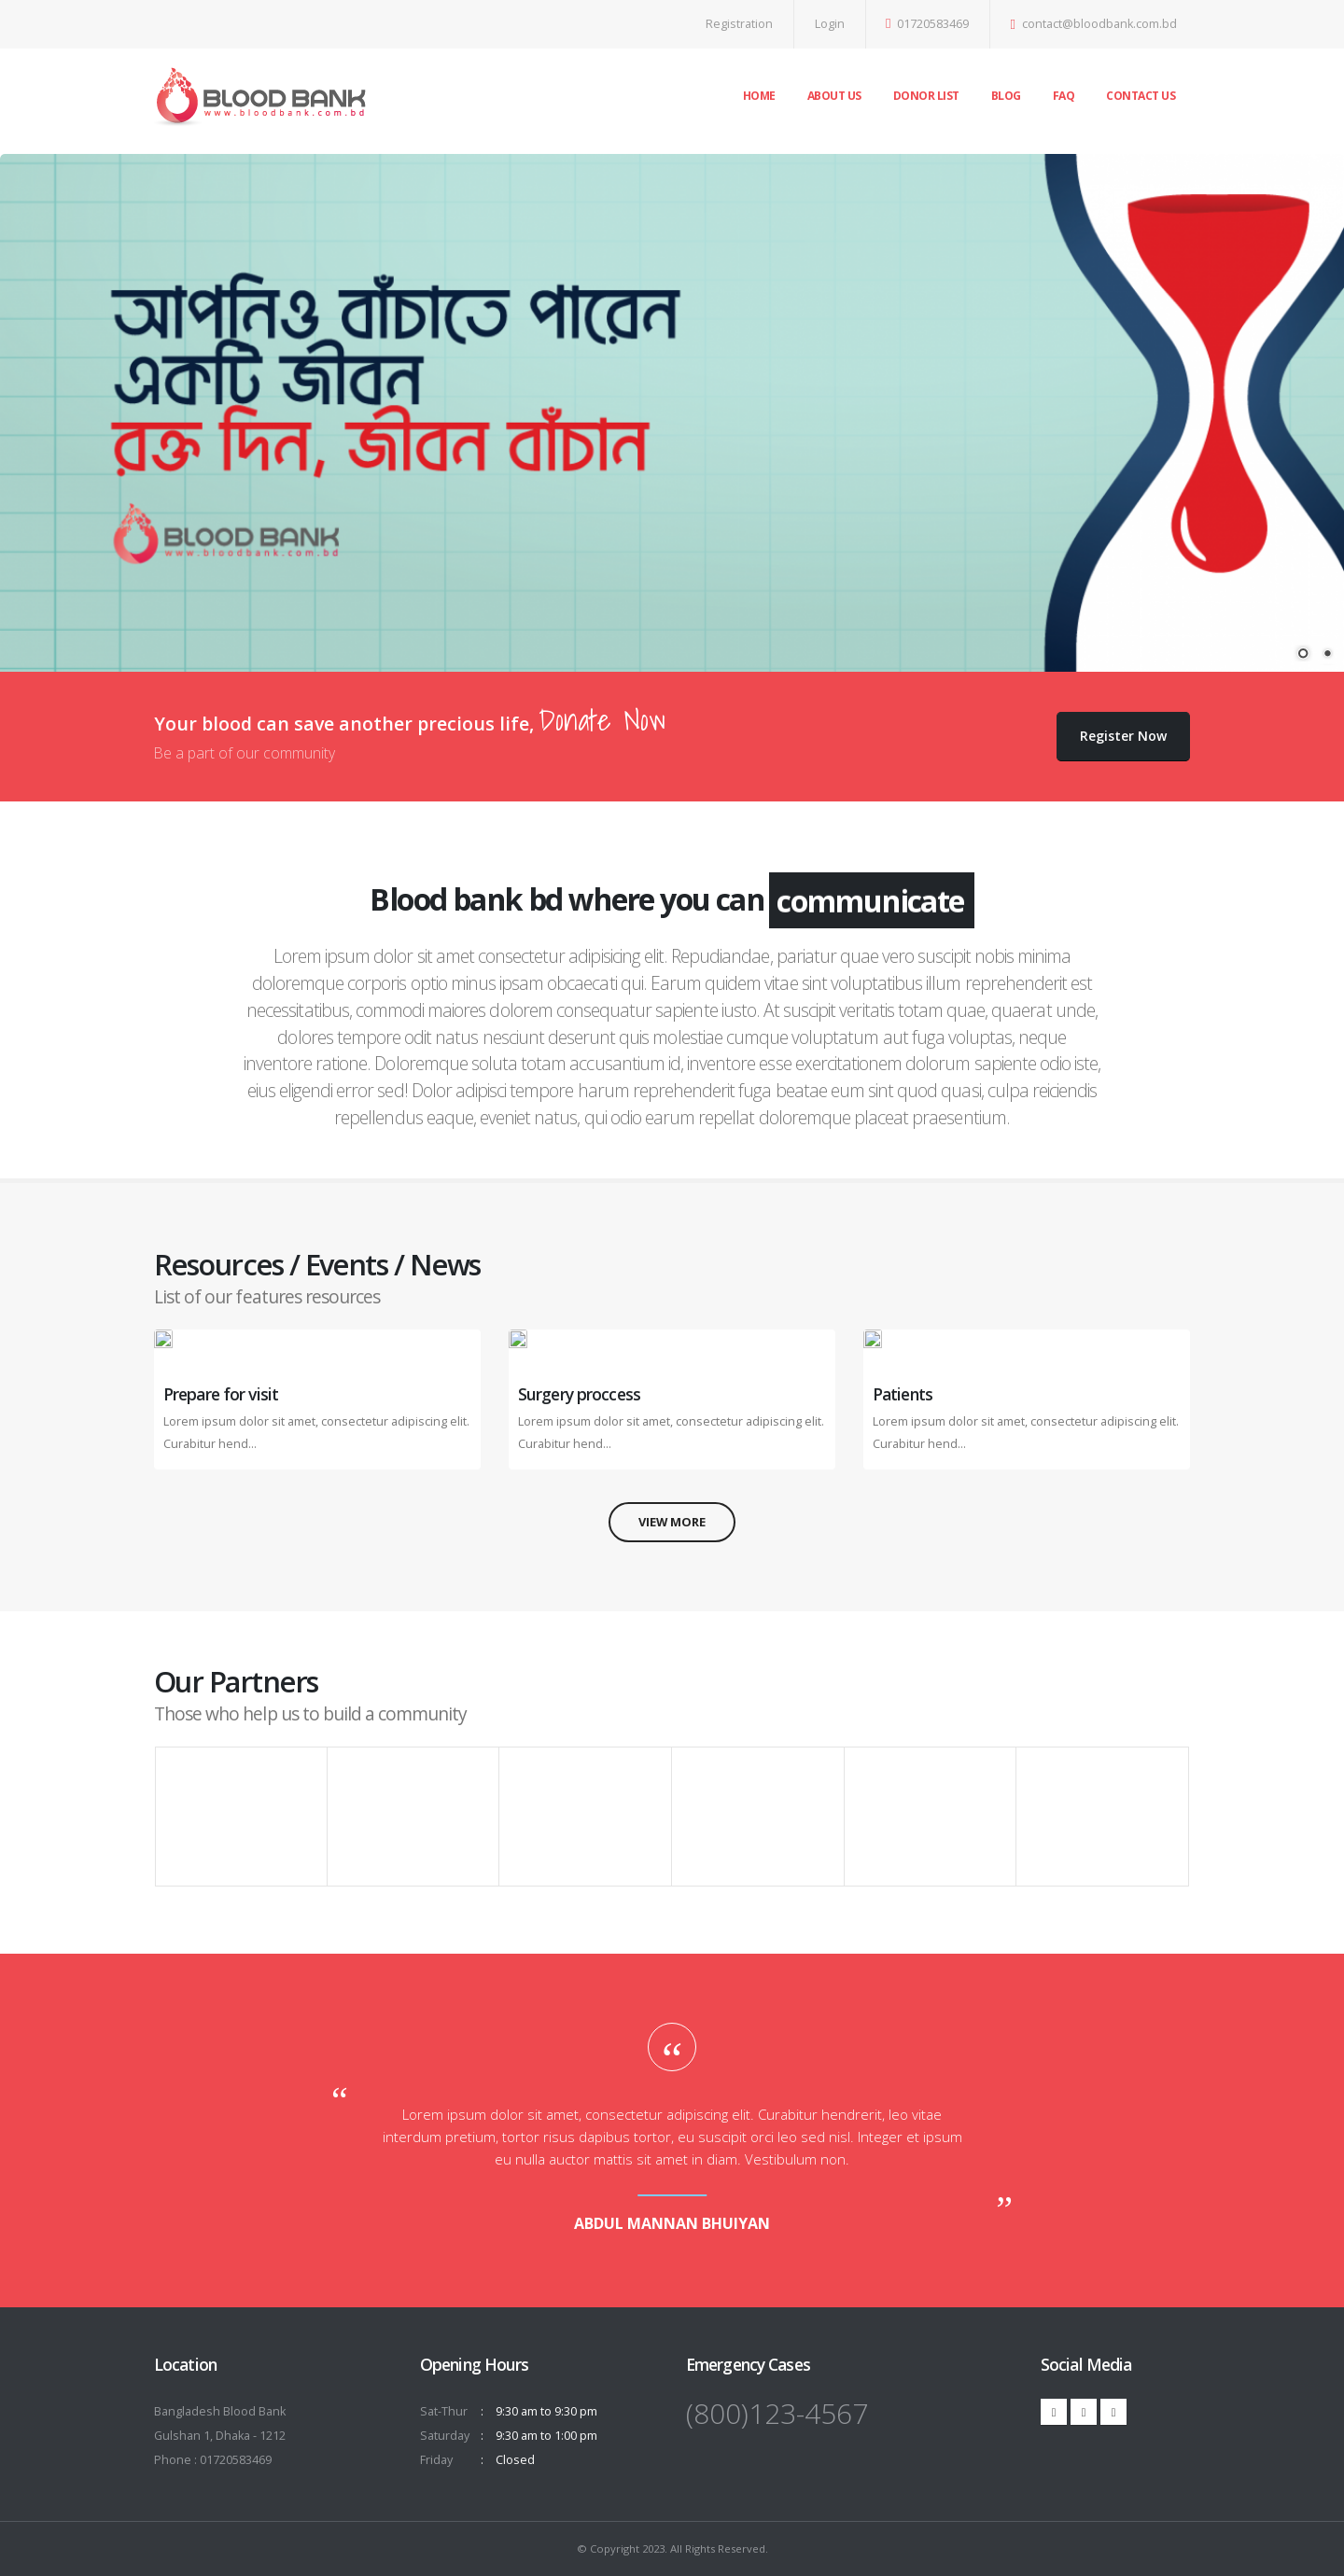 Registration
Login
01720583469
contact@bloodbank.com.bd
BLOOD BANK
www.bloodbank.com.bd
HOME
ABOUT US
DONOR LIST
BLOG
FAQ
CONTACT US
আপনিও বাঁচাতে পারেন
একটি জীবন
রক্ত দিন, জীবন বাঁচান
BLOOD BANK
www.bloodbank.com.bd
Your blood can save another precious life, Donate Now
Be a part of our community
Register Now
Blood bank bd where you can communicate
Lorem ipsum dolor sit amet consectetur adipisicing elit. Repudiandae, pariatur quae vero suscipit nobis minima
doloremque corporis optio minus ipsam obcaecati qui. Earum quidem vitae sint voluptatibus illum reprehenderit est
necessitatibus, commodi maiores dolorem consequatur sapiente iusto. At suscipit veritatis totam quae, quaerat unde,
dolores tempore odit natus nesciunt deserunt quis molestiae cumque voluptatum aut fuga voluptas, neque
inventore ratione. Doloremque soluta totam accusantium id, inventore esse exercitationem dolorum sapiente odio iste,
eius eligendi error sed! Dolor adipisci tempore harum reprehenderit fuga beatae eum sint quod quasi, culpa reiciendis
repellendus eaque, eveniet natus, qui odio earum repellat doloremque placeat praesentium.
Resources / Events / News
List of our features resources
Prepare for visit
Lorem ipsum dolor sit amet, consectetur adipiscing elit.
Curabitur hend...
Surgery proccess
Lorem ipsum dolor sit amet, consectetur adipiscing elit.
Curabitur hend...
Patients
Lorem ipsum dolor sit amet, consectetur adipiscing elit.
Curabitur hend...
VIEW MORE
Our Partners
Those who help us to build a community
“
“
Lorem ipsum dolor sit amet, consectetur adipiscing elit. Curabitur hendrerit, leo vitae
interdum pretium, tortor risus dapibus tortor, eu suscipit orci leo sed nisl. Integer et ipsum
eu nulla auctor mattis sit amet in diam. Vestibulum non.
”
ABDUL MANNAN BHUIYAN
Location
Bangladesh Blood Bank
Gulshan 1, Dhaka - 1212
Phone : 01720583469
Opening Hours
Sat-Thur : 9:30 am to 9:30 pm
Saturday : 9:30 am to 1:00 pm
Friday : Closed
Emergency Cases
(800)123-4567
Social Media
© Copyright 2023. All Rights Reserved.